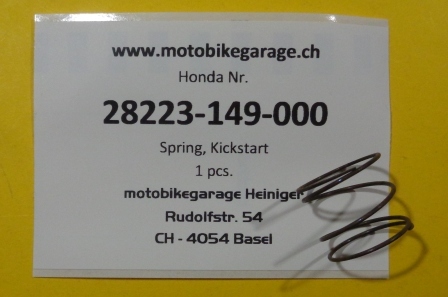 www.motobikegarage.ch
Honda Nr.
28223-149-000
Spring, Kickstart
1 pcs.
motobikegarage Heiniger
Rudolfstr. 54
CH - 4054 Basel